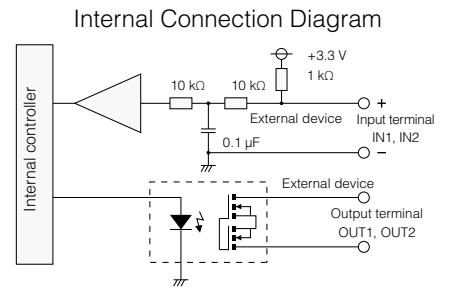 Internal Connection Diagram
+3.3 V
1 kΩ
10 kΩ
10 kΩ
External device
+
Input terminal
IN1, IN2
0.1 µF
−
Internal controller
External device
Output terminal
OUT1, OUT2